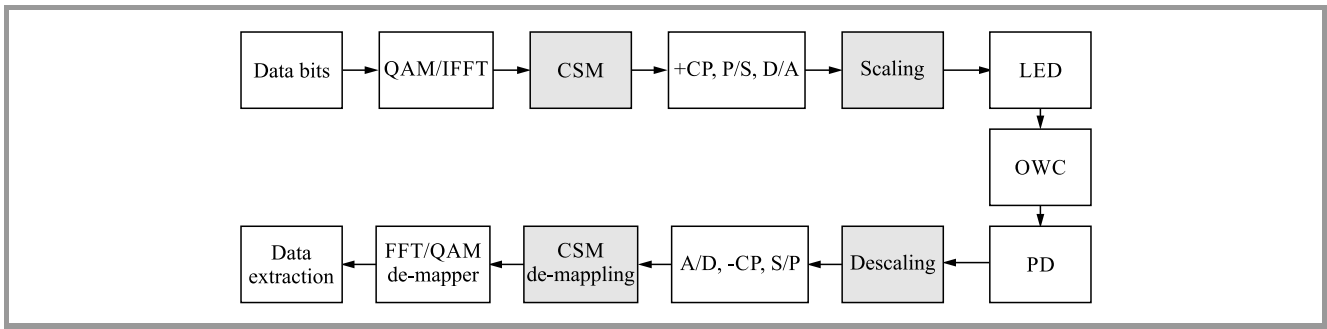 Data bits
QAM/IFFT
CSM
+CP, P/S, D/A
Scaling
LED
OWC
PD
Descaling
A/D, -CP, S/P
CSM
de-mappling
FFT/QAM
de-mapper
Data
extraction